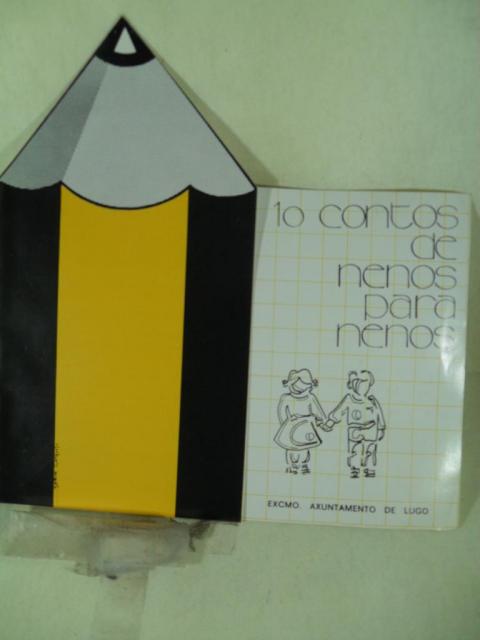 10 contos
de
nenos
para
nenos
EXCMO. AXUNTAMENTO DE LUGO